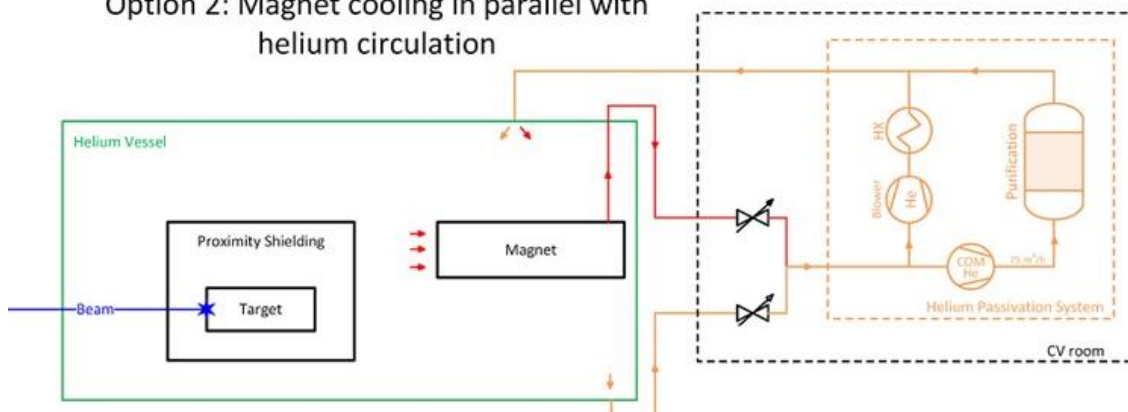 Option 2: Magnet cooling in parallel with
helium circulation
Helium Vessel
Proximity Shielding
Target
Beam
Magnet
HX
Blower
He
Purification
COM
He
75 m³/h
Helium Passivation System
CV room